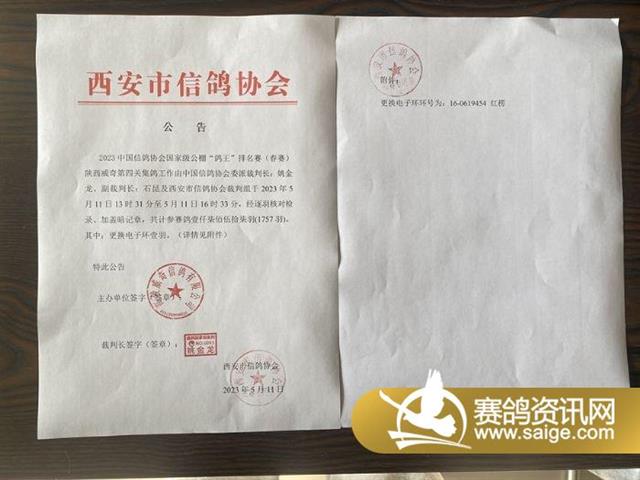 西安市信鸽协会
公 告
2023中国信鸽协会国家级公棚“鸽王”排名赛（春赛）
陕西威奇第四关集鸽工作由中国信鸽协会委派裁判长：姚金
龙、副裁判长：石昆及西安市信鸽协会裁判组于2023年5
月11日13时31分至5月11日16时33分，经逐羽核对检
录、加盖暗记章，共计参赛鸽壹仟柒佰伍拾柒羽(1757羽)。
其中：更换电子环壹羽。（详情见附件）
特此公告
主办单位签字（盖章）
裁判长签字（签章）：
姚金龙
西安市信鸽协会
2023年5月11日
附件：
更换电子环环号为：16-0619454 红楞
赛鸽资讯网
www.saige.com